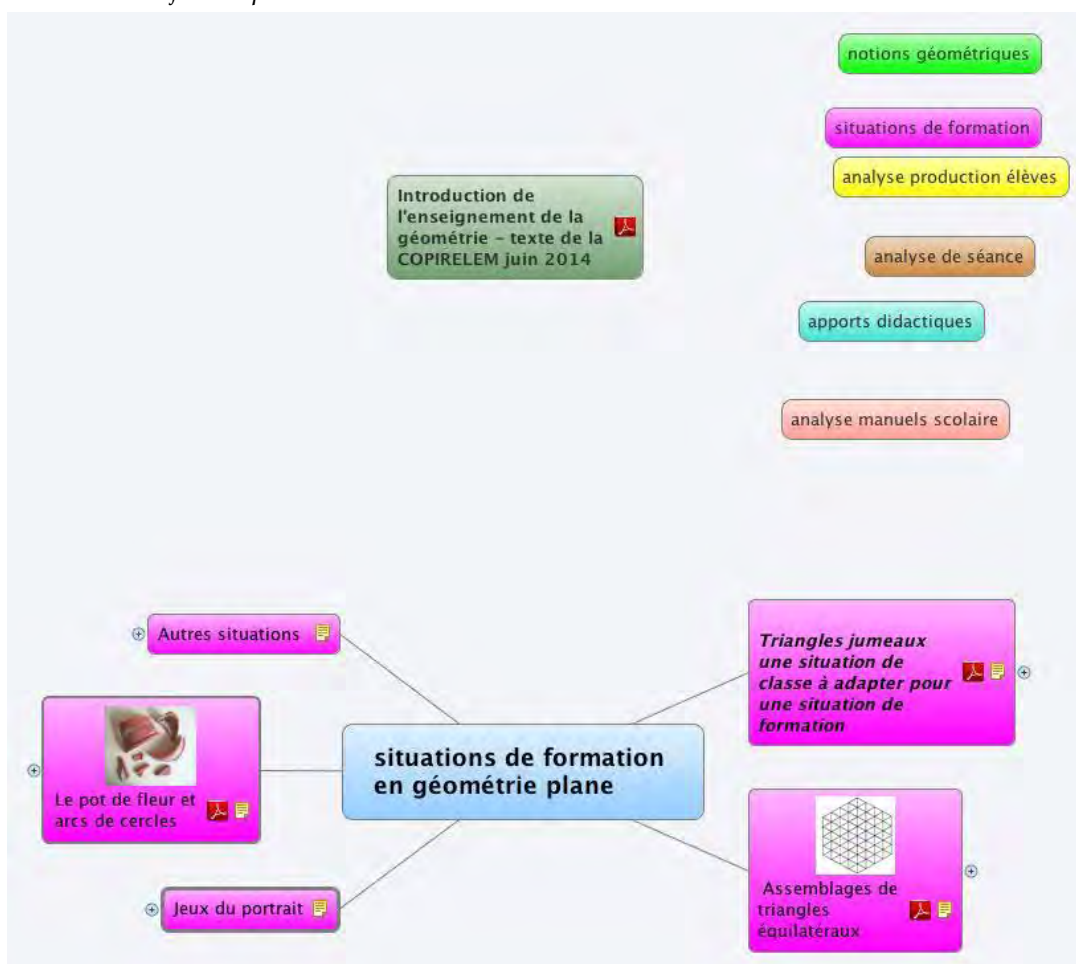 notions géométriques
situations de formation
analyse production élèves
Introduction de
l'enseignement de la
géométrie – texte de la
COPIRELEM juin 2014
analyse de séance
apports didactiques
analyse manuels scolaire
Autres situations
Triangles jumeaux
une situation de
classe à adapter pour
une situation de
formation
situations de formation
en géométrie plane
Le pot de fleur et
arcs de cercles
Assemblages de
triangles
équilatéraux
Jeux du portrait